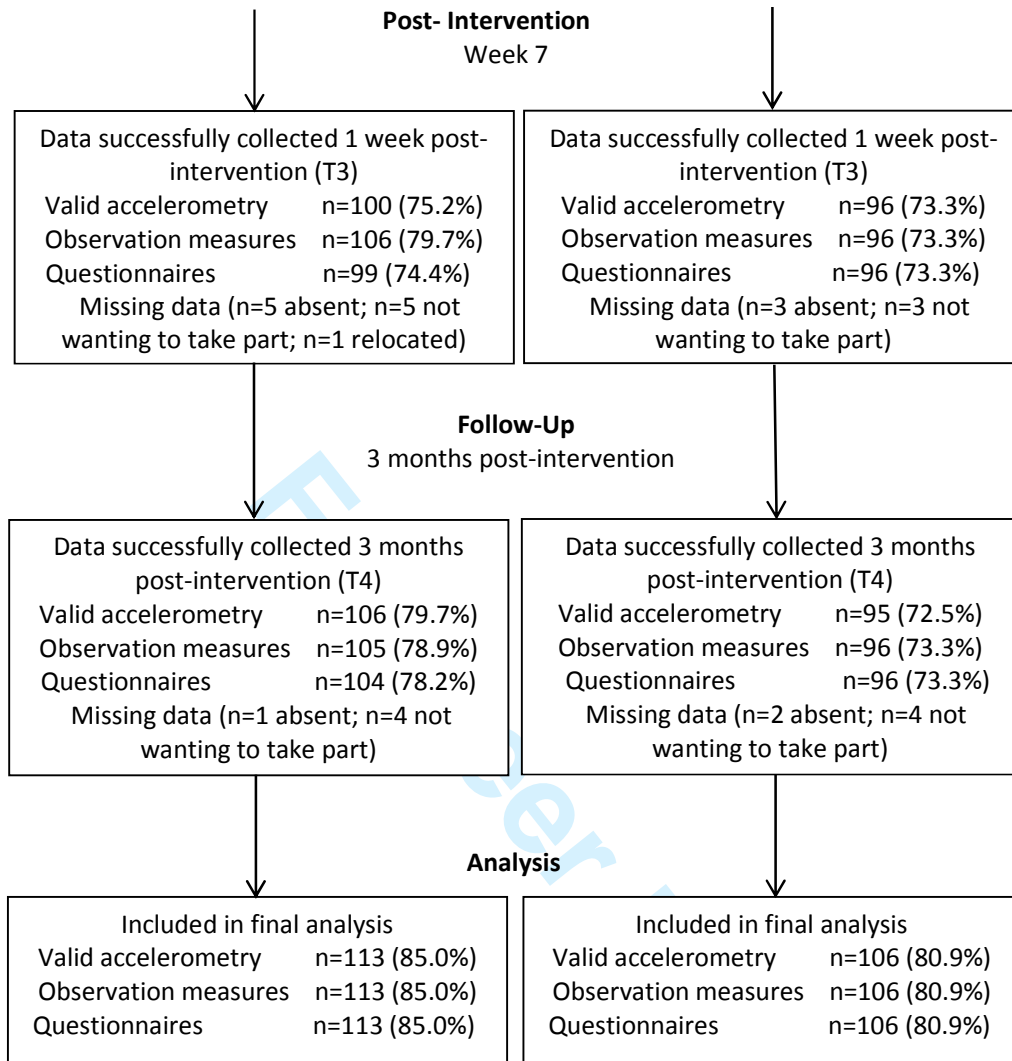 Post- Intervention
Week 7
Data successfully collected 1 week post-
intervention (T3)
Valid accelerometry n=100 (75.2%)
Observation measures n=106 (79.7%)
Questionnaires n=99 (74.4%)
Missing data (n=5 absent; n=5 not
wanting to take part; n=1 relocated)
Data successfully collected 1 week post-
intervention (T3)
Valid accelerometry n=96 (73.3%)
Observation measures n=96 (73.3%)
Questionnaires n=96 (73.3%)
Missing data (n=3 absent; n=3 not
wanting to take part)
Follow-Up
3 months post-intervention
Data successfully collected 3 months
post-intervention (T4)
Valid accelerometry n=106 (79.7%)
Observation measures n=105 (78.9%)
Questionnaires n=104 (78.2%)
Missing data (n=1 absent; n=4 not
wanting to take part)
Data successfully collected 3 months
post-intervention (T4)
Valid accelerometry n=95 (72.5%)
Observation measures n=96 (73.3%)
Questionnaires n=96 (73.3%)
Missing data (n=2 absent; n=4 not
wanting to take part)
Analysis
Included in final analysis
Valid accelerometry n=113 (85.0%)
Observation measures n=113 (85.0%)
Questionnaires n=113 (85.0%)
Included in final analysis
Valid accelerometry n=106 (80.9%)
Observation measures n=106 (80.9%)
Questionnaires n=106 (80.9%)